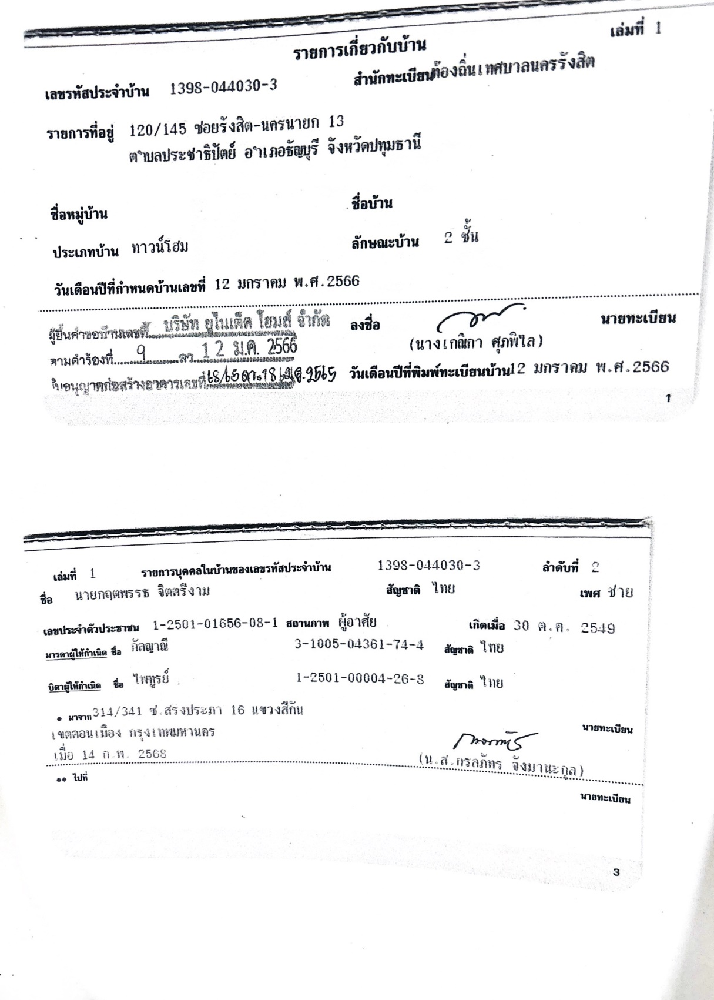 เล่มที่ 1
รายการเกี่ยวกับบ้าน
เลขรหัสประจำบ้าน 1398-044030-3 สำนักทะเบียนท้องถิ่นเทศบาลนครรังสิต
รายการที่อยู่ 120/145 ซอยรังสิต-นครนายก 13
ตำบลประชาธิปัตย์ อำเภอธัญบุรี จังหวัดปทุมธานี
ชื่อหมู่บ้าน ชื่อบ้าน
ประเภทบ้าน ทาวน์โฮม ลักษณะบ้าน 2 ชั้น
วันเดือนปีที่กำหนดบ้านเลขที่ 12 มกราคม พ.ศ.2566
ผู้ยื่นคำขอบ้านเลขที่ บริษัท ยูไนเต็ด โฮมส์ จำกัด ลงชื่อ นายทะเบียน
(นางเกณิกา ศุภพิไล)
ตามคำร้องที่ 9 ลว. 12 ม.ค. 2566
ใบอนุญาตก่อสร้างอาคารเลขที่ วันเดือนปีที่พิมพ์ทะเบียนบ้าน 12 มกราคม พ.ศ.2566
1
เล่มที่ 1 รายการบุคคลในบ้านของเลขรหัสประจำบ้าน 1398-044030-3 ลำดับที่ 2
ชื่อ นายกฤตพรรธ จิตตรีงาม สัญชาติ ไทย เพศ ชาย
เลขประจำตัวประชาชน 1-2501-01656-08-1 สถานภาพ ผู้อาศัย เกิดเมื่อ 30 ต.ค. 2549
มารดาผู้ให้กำเนิด ชื่อ กัลญาณี 3-1005-04361-74-4 สัญชาติ ไทย
บิดาผู้ให้กำเนิด ชื่อ ไพฑูรย์ 1-2501-00004-26-8 สัญชาติ ไทย
* มาจาก 314/341 ซ.สรงประภา 16 แขวงสีกัน
เขตดอนเมือง กรุงเทพมหานคร นายทะเบียน
เมื่อ 14 ก.พ. 2568 (น.ส.กรลภัทร จึงมานะกุล)
** ไปที่
นายทะเบียน
3